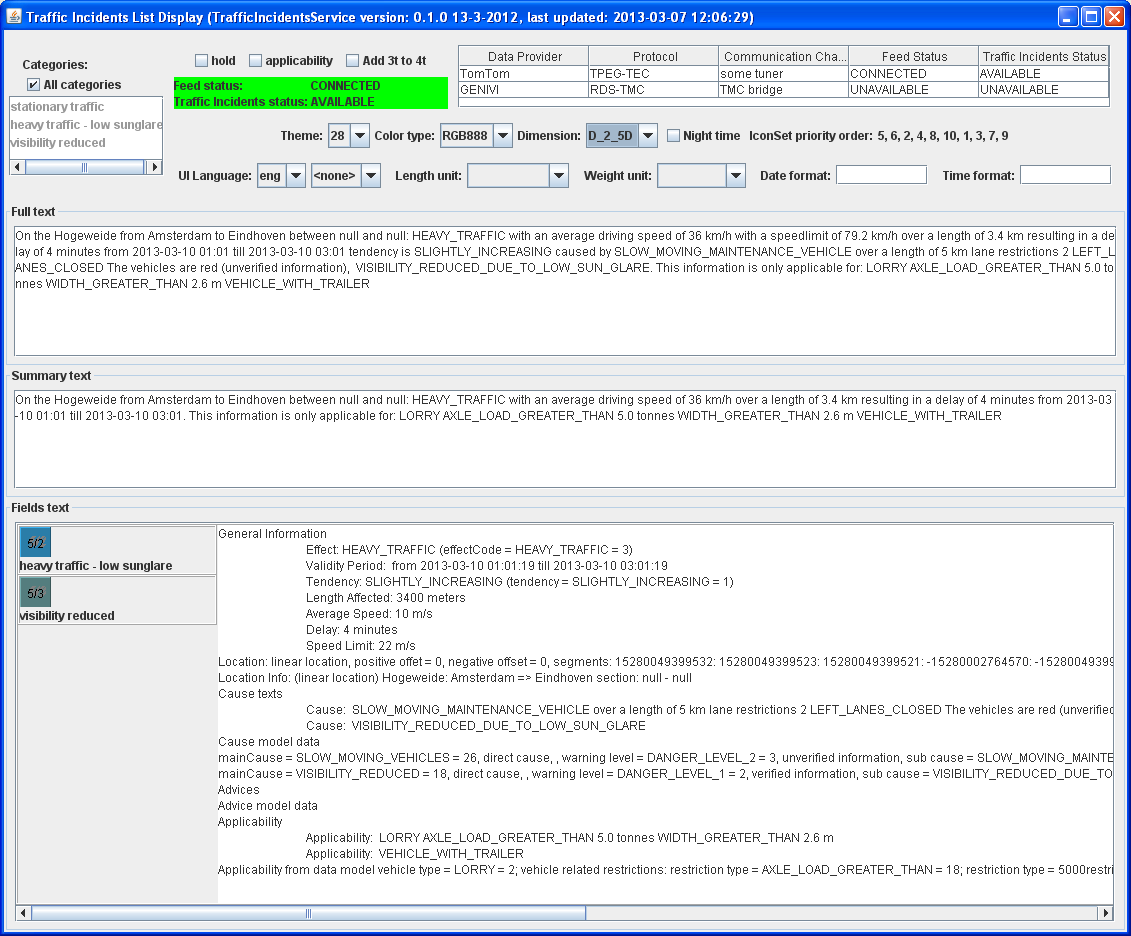 Traffic Incidents List Display (TrafficIncidentsService version: 0.1.0 13-3-2012, last updated: 2013-03-07 12:06:29)
Categories:
All categories
stationary traffic
heavy traffic - low sunglare
visibility reduced
hold applicability Add 3t to 4t
Feed status: CONNECTED
Traffic Incidents status: AVAILABLE
Data Provider Protocol Communication Cha... Feed Status Traffic Incidents Status
TomTom TPEG-TEC some tuner CONNECTED AVAILABLE
GENIVI RDS-TMC TMC bridge UNAVAILABLE UNAVAILABLE
Theme: 28 Color type: RGB888 Dimension: D_2_5D Night time IconSet priority order: 5, 6, 2, 4, 8, 10, 1, 3, 7, 9
UI Language: eng <none> Length unit: Weight unit: Date format: Time format:
Full text
On the Hogeweide from Amsterdam to Eindhoven between null and null: HEAVY_TRAFFIC with an average driving speed of 36 km/h with a speedlimit of 79.2 km/h over a length of 3.4 km resulting in a de
lay of 4 minutes from 2013-03-10 01:01 till 2013-03-10 03:01 tendency is SLIGHTLY_INCREASING caused by SLOW_MOVING_MAINTENANCE_VEHICLE over a length of 5 km lane restrictions 2 LEFT_L
ANES_CLOSED The vehicles are red (unverified information), VISIBILITY_REDUCED_DUE_TO_LOW_SUN_GLARE. This information is only applicable for: LORRY AXLE_LOAD_GREATER_THAN 5.0 to
nnes WIDTH_GREATER_THAN 2.6 m VEHICLE_WITH_TRAILER
Summary text
On the Hogeweide from Amsterdam to Eindhoven between null and null: HEAVY_TRAFFIC with an average driving speed of 36 km/h over a length of 3.4 km resulting in a delay of 4 minutes from 2013-03
-10 01:01 till 2013-03-10 03:01. This information is only applicable for: LORRY AXLE_LOAD_GREATER_THAN 5.0 tonnes WIDTH_GREATER_THAN 2.6 m VEHICLE_WITH_TRAILER
Fields text
5/2
heavy traffic - low sunglare
5/3
visibility reduced
General Information
Effect: HEAVY_TRAFFIC (effectCode = HEAVY_TRAFFIC = 3)
Validity Period: from 2013-03-10 01:01:19 till 2013-03-10 03:01:19
Tendency: SLIGHTLY_INCREASING (tendency = SLIGHTLY_INCREASING = 1)
Length Affected: 3400 meters
Average Speed: 10 m/s
Delay: 4 minutes
Speed Limit: 22 m/s
Location: linear location, positive offet = 0, negative offset = 0, segments: 15280049399532: 15280049399523: 15280049399521: -15280002764570: -1528004939
Location Info: (linear location) Hogeweide: Amsterdam => Eindhoven section: null - null
Cause texts
Cause: SLOW_MOVING_MAINTENANCE_VEHICLE over a length of 5 km lane restrictions 2 LEFT_LANES_CLOSED The vehicles are red (unverified
Cause: VISIBILITY_REDUCED_DUE_TO_LOW_SUN_GLARE
Cause model data
mainCause = SLOW_MOVING_VEHICLES = 26, direct cause, , warning level = DANGER_LEVEL_2 = 3, unverified information, sub cause = SLOW_MOVING_MAINTE
mainCause = VISIBILITY_REDUCED = 18, direct cause, , warning level = DANGER_LEVEL_1 = 2, verified information, sub cause = VISIBILITY_REDUCED_DUE_TO
Advices
Advice model data
Applicability
Applicability: LORRY AXLE_LOAD_GREATER_THAN 5.0 tonnes WIDTH_GREATER_THAN 2.6 m
Applicability: VEHICLE_WITH_TRAILER
Applicability from data model vehicle type = LORRY = 2; vehicle related restrictions: restriction type = AXLE_LOAD_GREATER_THAN = 18; restriction type = 5000restri